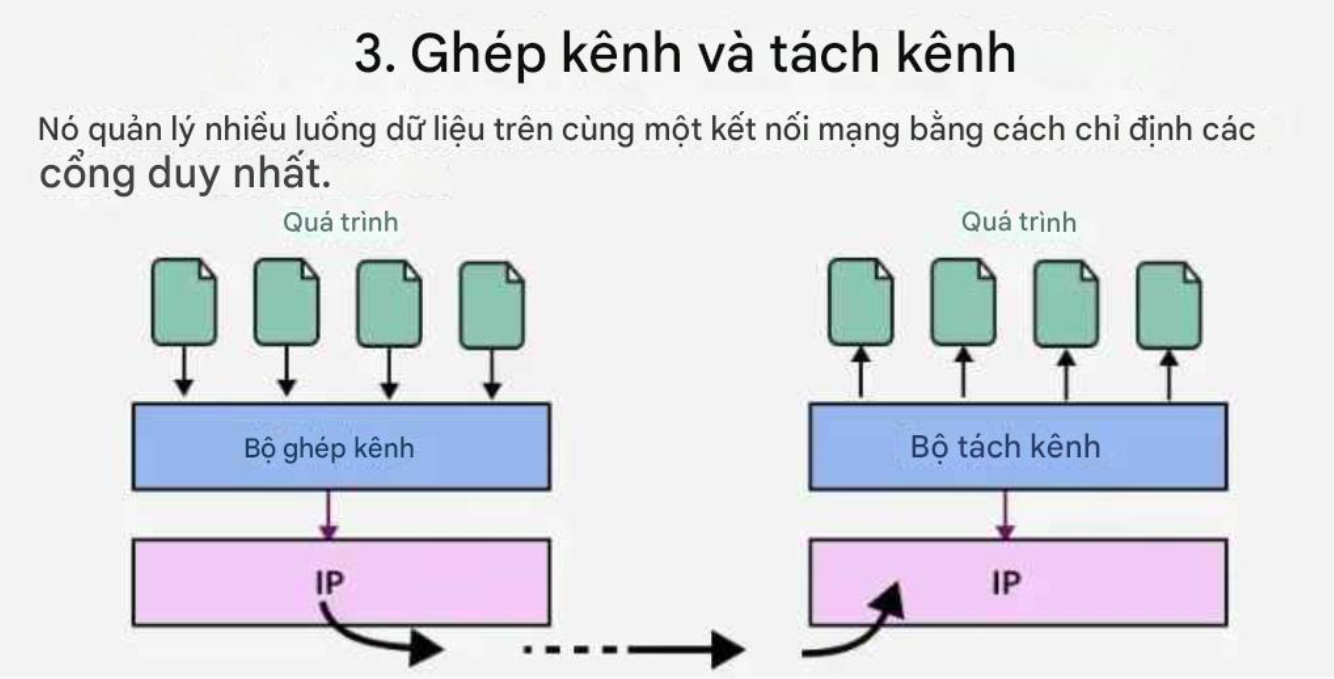 3. Ghép kênh và tách kênh
Nó quản lý nhiều luồng dữ liệu trên cùng một kết nối mạng bằng cách chỉ định các
cổng duy nhất.
Quá trình
Quá trình
Bộ ghép kênh
Bộ tách kênh
IP
IP